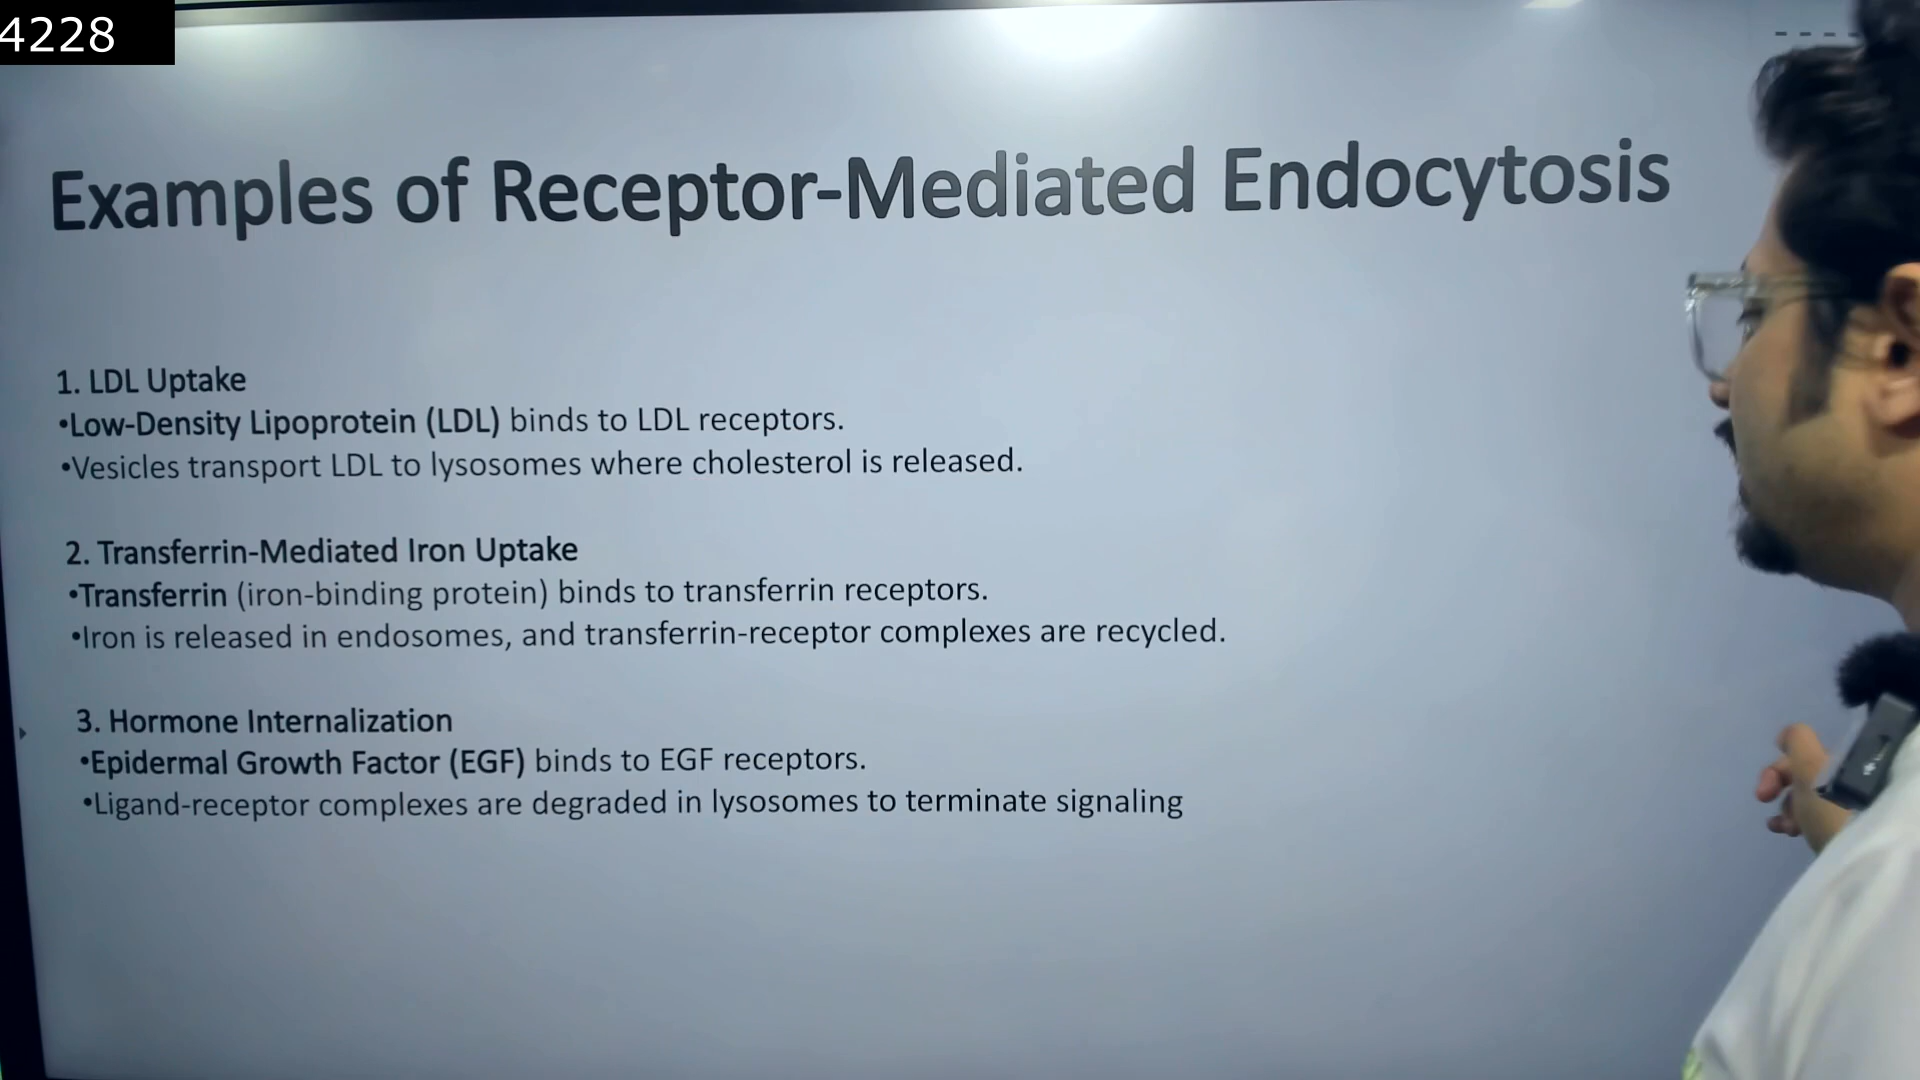 4228
Examples of Receptor-Mediated Endocytosis
1. LDL Uptake
•Low-Density Lipoprotein (LDL) binds to LDL receptors.
•Vesicles transport LDL to lysosomes where cholesterol is released.
2. Transferrin-Mediated Iron Uptake
•Transferrin (iron-binding protein) binds to transferrin receptors.
•Iron is released in endosomes, and transferrin-receptor complexes are recycled.
3. Hormone Internalization
•Epidermal Growth Factor (EGF) binds to EGF receptors.
•Ligand-receptor complexes are degraded in lysosomes to terminate signaling